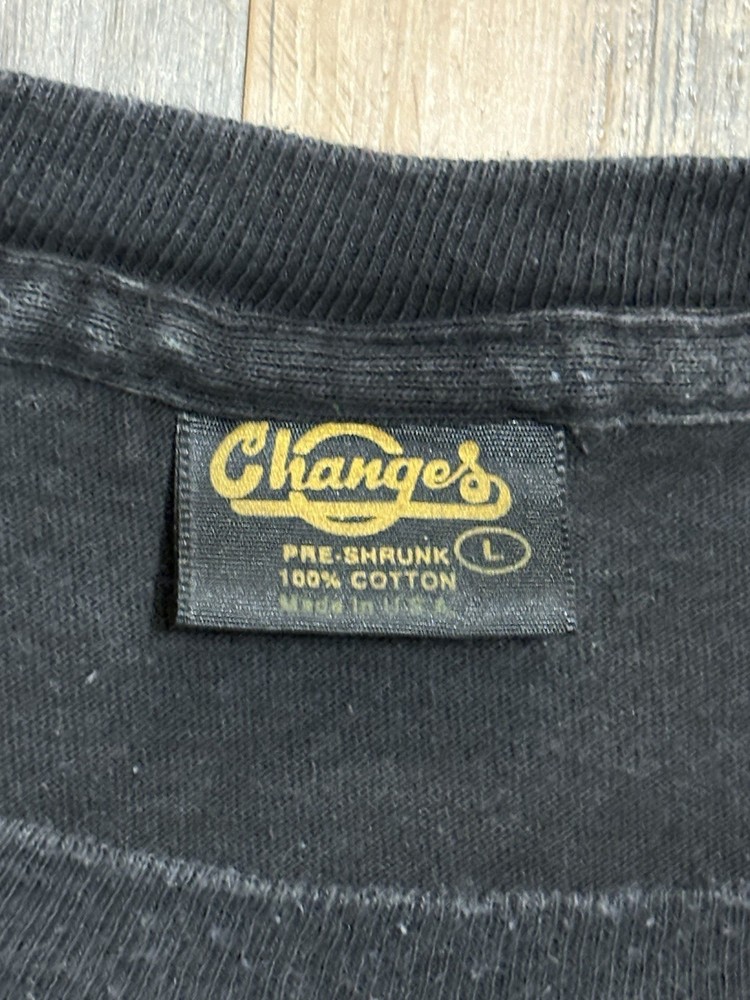 Changes
PRE-SHRUNK L
100% COTTON
Made In U.S.A.